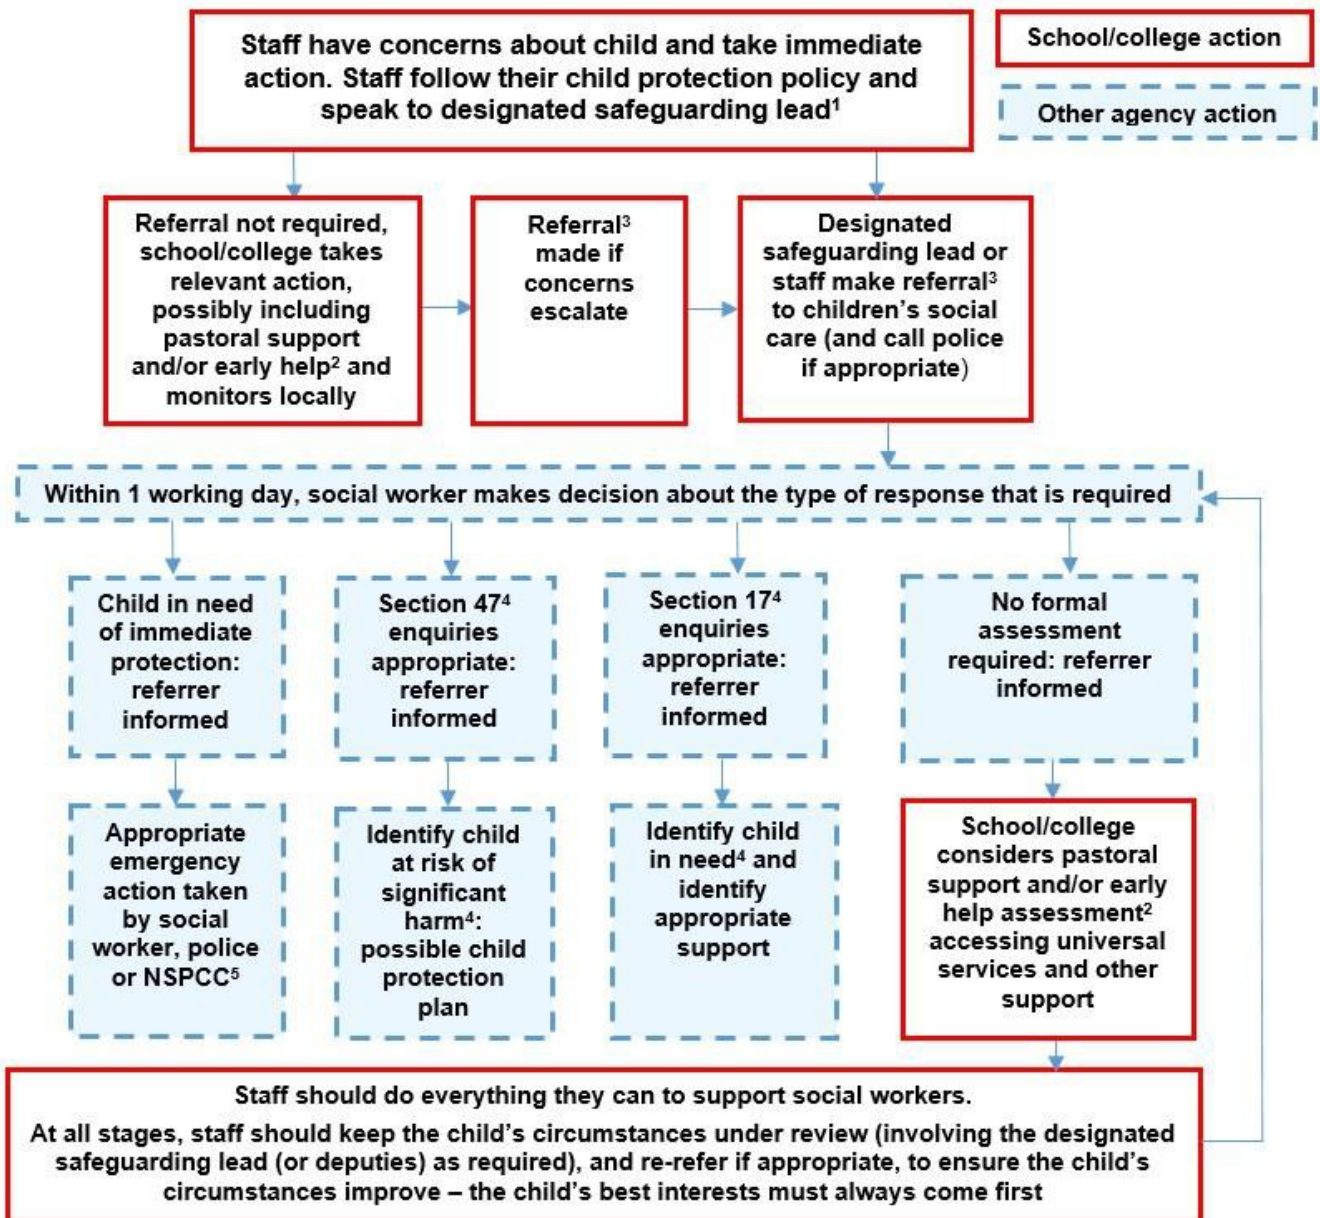 Staff have concerns about child and take immediate
action. Staff follow their child protection policy and
speak to designated safeguarding lead¹
School/college action
Other agency action
Referral not required,
school/college takes
relevant action,
possibly including
pastoral support
and/or early help² and
monitors locally
Referral³
made if
concerns
escalate
Designated
safeguarding lead or
staff make referral³
to children’s social
care (and call police
if appropriate)
Within 1 working day, social worker makes decision about the type of response that is required
Child in need
of immediate
protection:
referrer
informed
Section 47⁴
enquiries
appropriate:
referrer
informed
Section 17⁴
enquiries
appropriate:
referrer
informed
No formal
assessment
required: referrer
informed
Appropriate
emergency
action taken
by social
worker, police
or NSPCC⁵
Identify child
at risk of
significant
harm⁴:
possible child
protection
plan
Identify child
in need⁴ and
identify
appropriate
support
School/college
considers pastoral
support and/or early
help assessment²
accessing universal
services and other
support
Staff should do everything they can to support social workers.
At all stages, staff should keep the child’s circumstances under review (involving the designated
safeguarding lead (or deputies) as required), and re-refer if appropriate, to ensure the child’s
circumstances improve – the child’s best interests must always come first